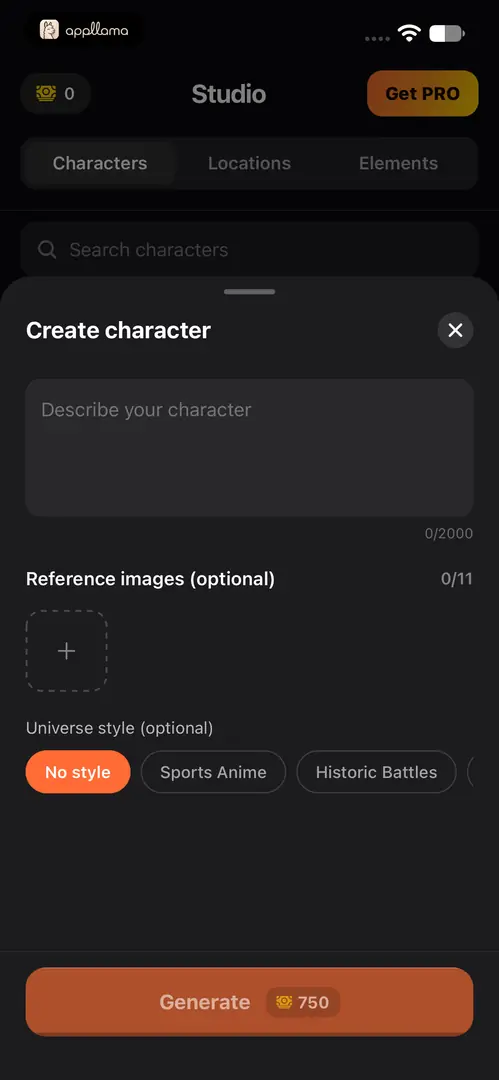 appllama
0 Studio Get PRO
Characters Locations Elements
Search characters
Create character
Describe your character
0/2000
Reference images (optional) 0/11
Universe style (optional)
No style Sports Anime Historic Battles
Generate 750